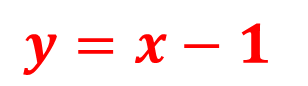 y = x − 1